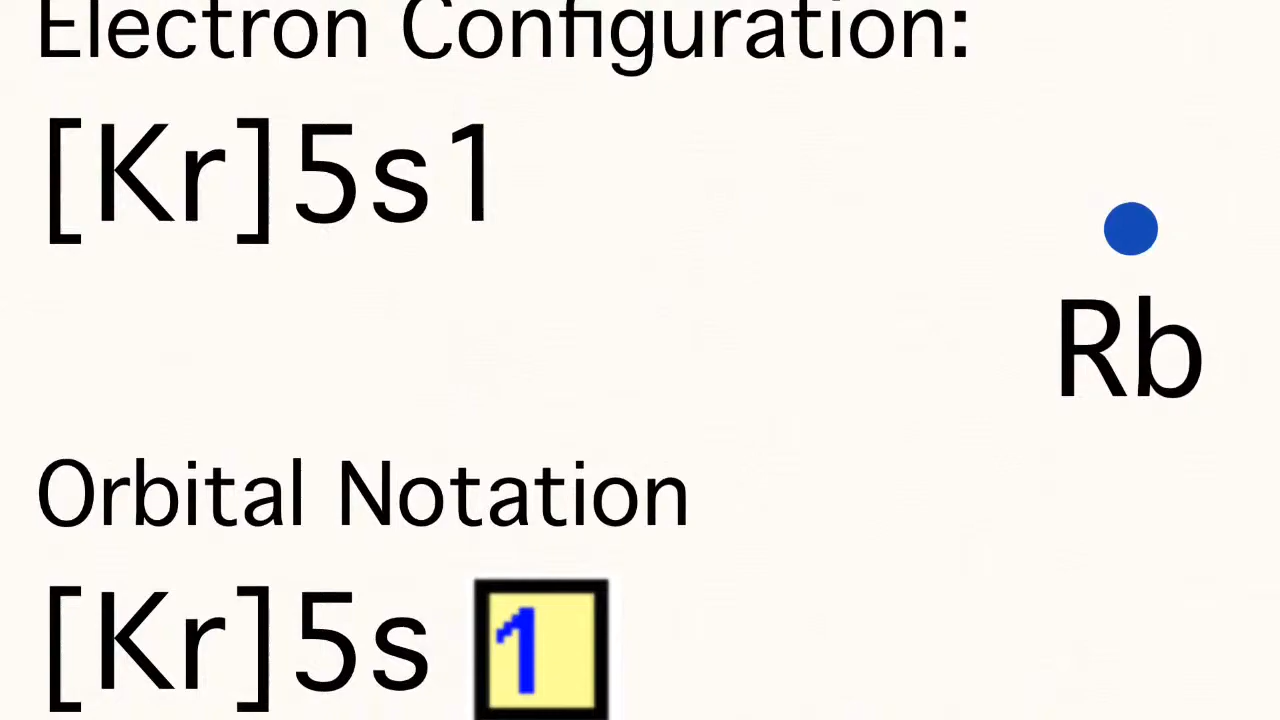 Electron Configuration:
[Kr]5s1
Rb
Orbital Notation
[Kr]5s 1